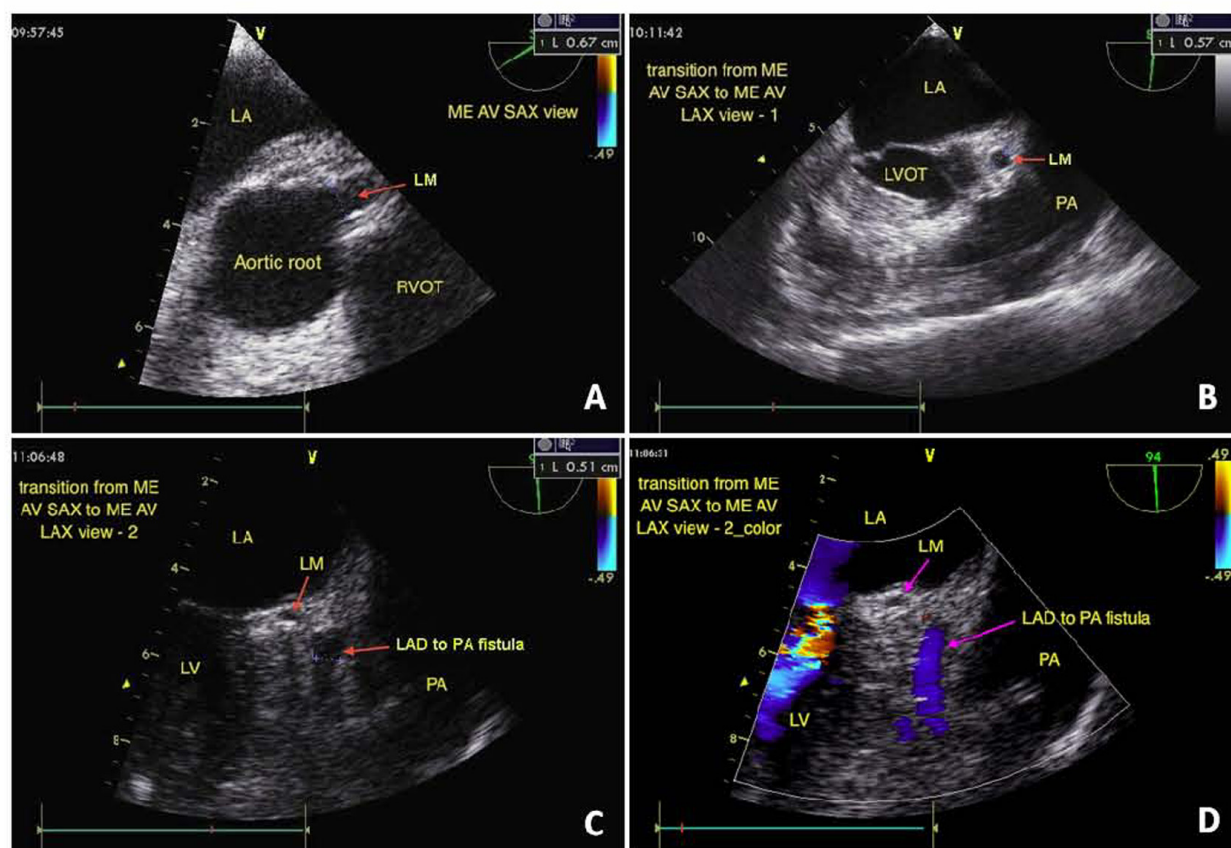 09:57:45
V
1 L 0.67 cm
LA
ME AV SAX view
-.49
2
LM
4
Aortic root
RVOT
6
A
10:11:42
V
1 L 0.57 cm
transition from ME
AV SAX to ME AV
LAX view - 1
LA
5
LM
LVOT
PA
10
B
11:06:48
V
1 L 0.51 cm
transition from ME
AV SAX to ME AV
LAX view - 2
2
LA
-.49
4
LM
LAD to PA fistula
6
LV
PA
8
C
11:06:31
V
94
.49
transition from ME
AV SAX to ME AV
LAX view - 2_color
2
LA
-.49
LM
4
LAD to PA fistula
6
PA
LV
8
D